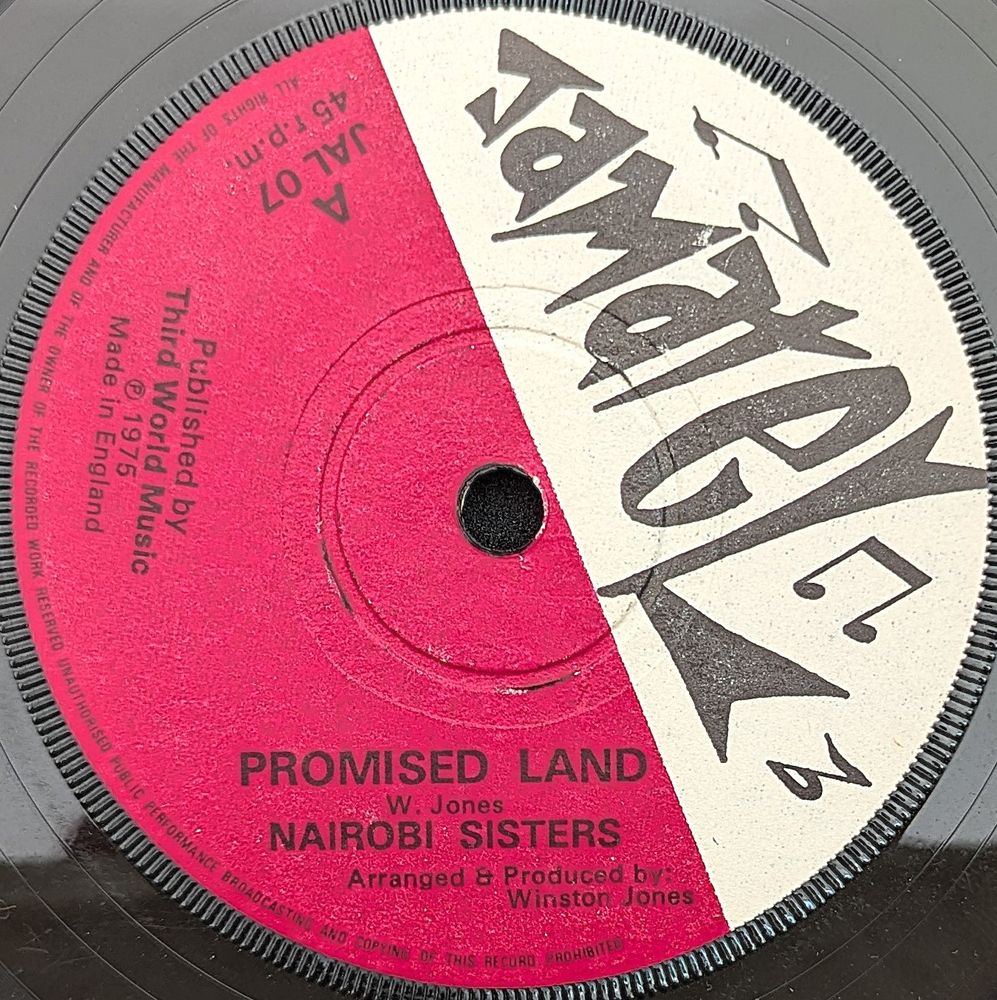 Jamatel
A
JAL 07
45 r.p.m.
Published by
Third World Music
℗ 1975
Made in England
PROMISED LAND
W. Jones
NAIROBI SISTERS
Arranged & Produced by:
Winston Jones
ALL RIGHTS OF THE MANUFACTURER AND OF THE OWNER OF THE RECORDED WORK RESERVED UNAUTHORISED PUBLIC PERFORMANCE BROADCASTING AND COPYING OF THIS RECORD PROHIBITED